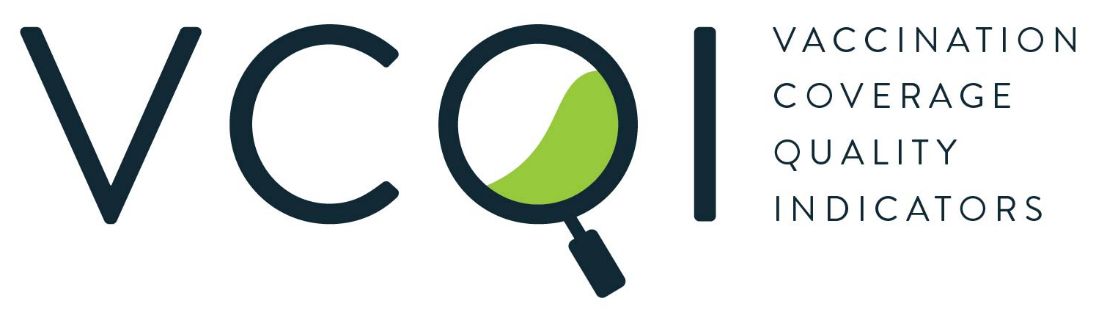 VCQI
VACCINATION
COVERAGE
QUALITY
INDICATORS